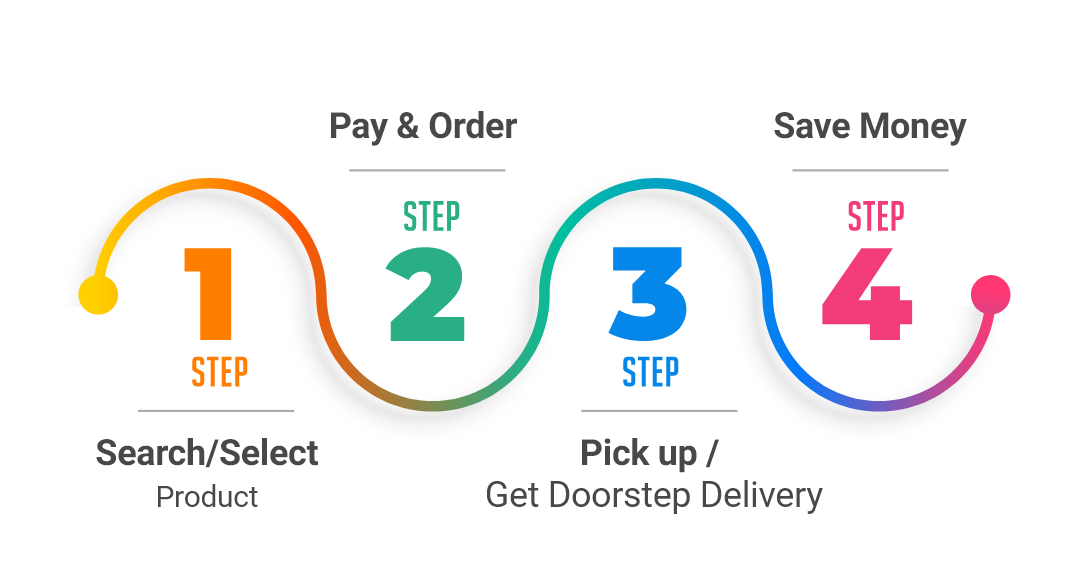 1
STEP
Search/Select
Product
Pay & Order
STEP
2
3
STEP
Pick up /
Get Doorstep Delivery
Save Money
STEP
4